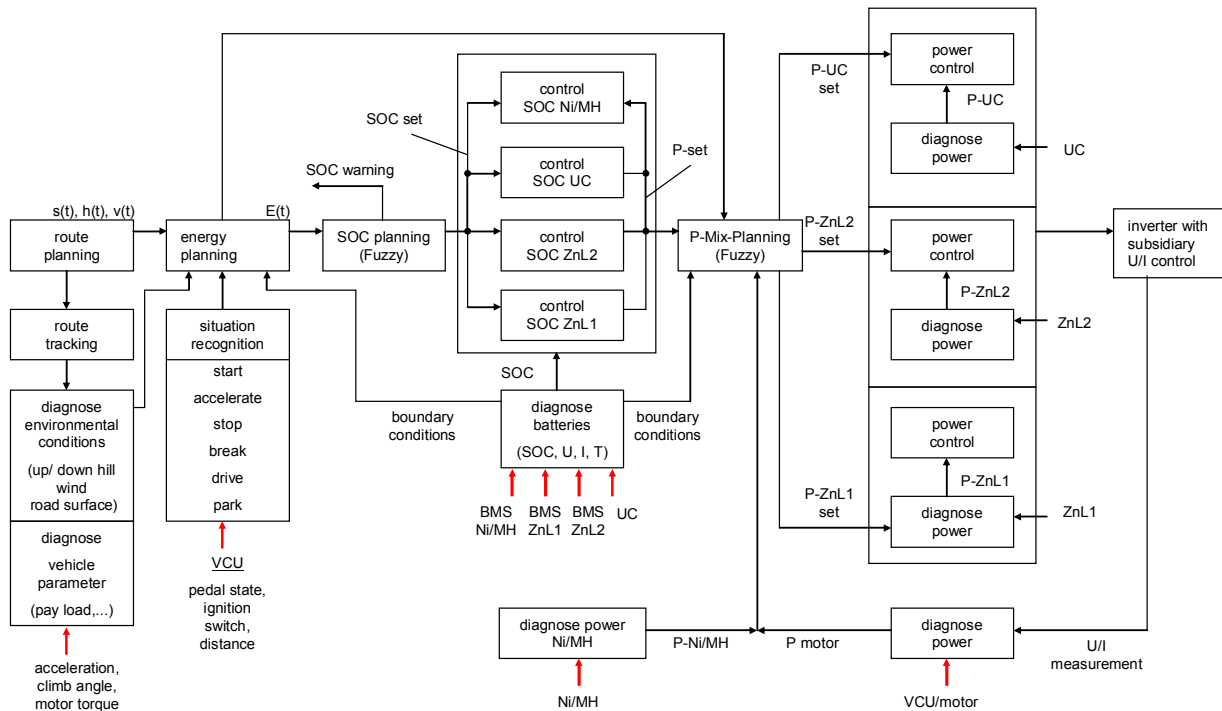 s(t), h(t), v(t)
route
planning
route
tracking
diagnose
environmental
conditions
(up/ down hill
wind
road surface)
diagnose
vehicle
parameter
(pay load,...)
acceleration,
climb angle,
motor torque
E(t)
energy
planning
situation
recognition
start
accelerate
stop
break
drive
park
VCU
pedal state,
ignition
switch,
distance
SOC warning
SOC planning
(Fuzzy)
SOC set
control
SOC Ni/MH
control
SOC UC
control
SOC ZnL2
control
SOC ZnL1
P-set
SOC
boundary
conditions
diagnose
batteries
(SOC, U, I, T)
boundary
conditions
BMS
Ni/MH
BMS
ZnL1
BMS
ZnL2
UC
P-Mix-Planning
(Fuzzy)
diagnose power
Ni/MH
Ni/MH
P-Ni/MH
P motor
diagnose
power
VCU/motor
U/I
measurement
P-UC
set
power
control
P-UC
diagnose
power
UC
P-ZnL2
set
power
control
P-ZnL2
diagnose
power
ZnL2
P-ZnL1
set
power
control
P-ZnL1
diagnose
power
ZnL1
inverter with
subsidiary
U/I control